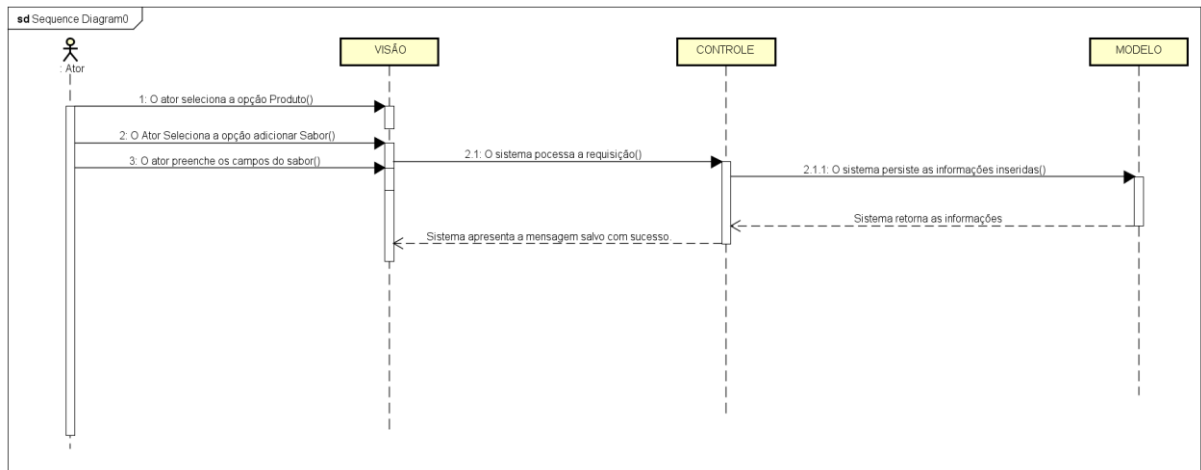 sd Sequence Diagram0
: Ator
VISÃO
CONTROLE
MODELO
1: O ator seleciona a opção Produto()
2: O Ator Seleciona a opção adicionar Sabor()
2.1: O sistema pocessa a requisição()
3: O ator preenche os campos do sabor()
2.1.1: O sistema persiste as informações inseridas()
Sistema retorna as informações
Sistema apresenta a mensagem salvo com sucesso.